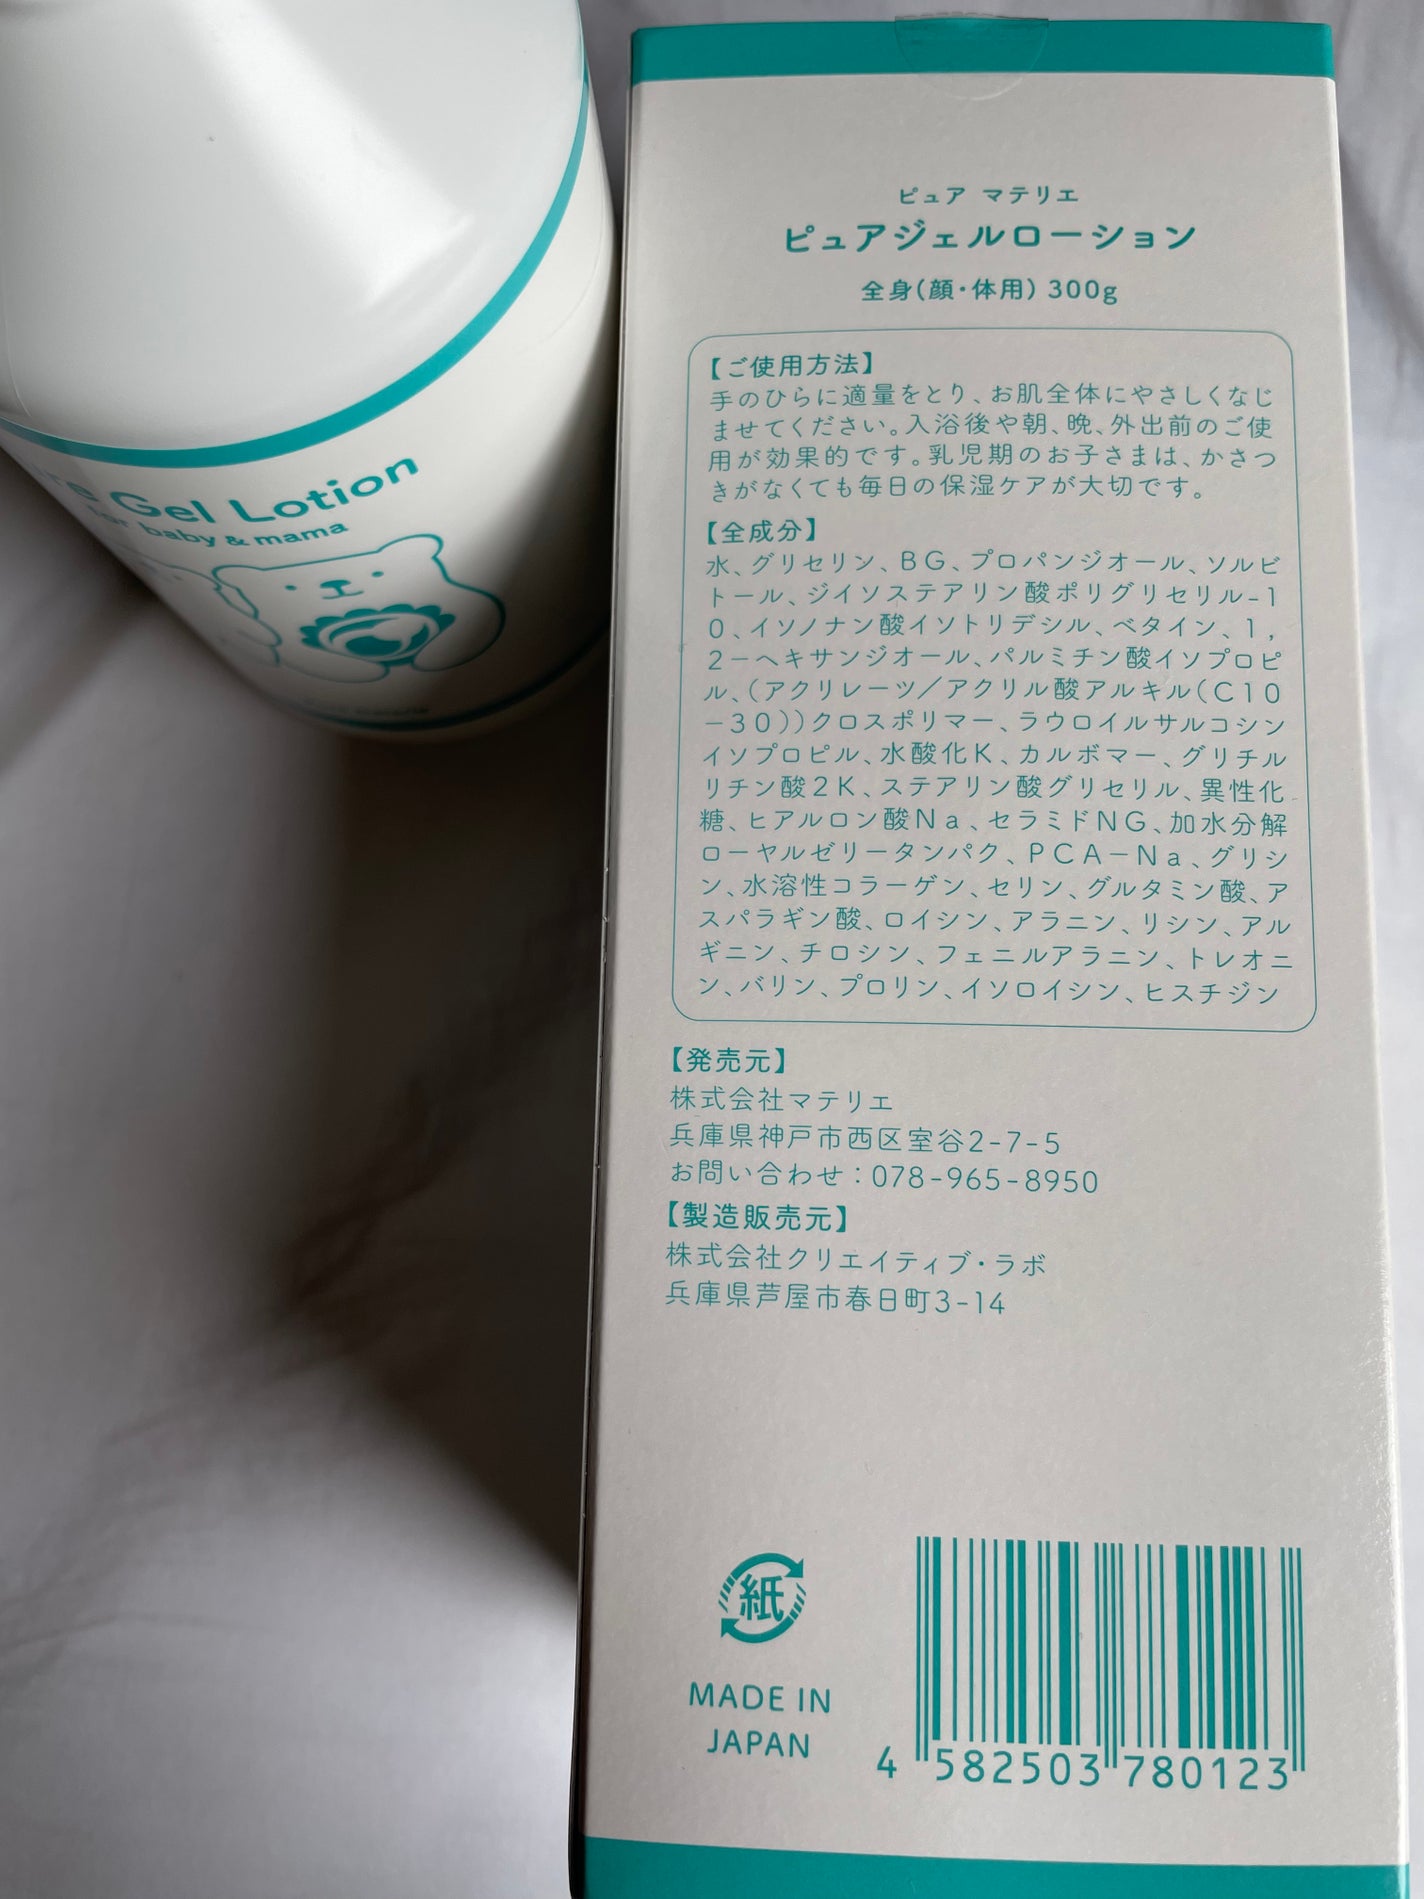 Gel Lotion
for baby & mama
ピュア マテリエ
ピュアジェルローション
全身(顔・体用) 300g
【ご使用方法】
手のひらに適量をとり、お肌全体にやさしくなじ
ませてください。入浴後や朝、晩、外出前のご使
用が効果的です。乳児期のお子さまは、かさつ
きがなくても毎日の保湿ケアが大切です。
【全成分】
水、グリセリン、BG、プロパンジオール、ソルビ
トール、ジイソステアリン酸ポリグリセリル-1
0、イソノナン酸イソトリデシル、ベタイン、1,
2-ヘキサンジオール、パルミチン酸イソプロピ
ル、(アクリレーツ/アクリル酸アルキル(C10
-30))クロスポリマー、ラウロイルサルコシン
イソプロピル、水酸化K、カルボマー、グリチル
リチン酸2K、ステアリン酸グリセリル、異性化
糖、ヒアルロン酸Na、セラミドNG、加水分解
ローヤルゼリータンパク、PCA-Na、グリシ
ン、水溶性コラーゲン、セリン、グルタミン酸、ア
スパラギン酸、ロイシン、アラニン、リシン、アル
ギニン、チロシン、フェニルアラニン、トレオニ
ン、バリン、プロリン、イソロイシン、ヒスチジン
【発売元】
株式会社マテリエ
兵庫県神戸市西区室谷2-7-5
お問い合わせ：078-965-8950
【製造販売元】
株式会社クリエイティブ・ラボ
兵庫県芦屋市春日町3-14
紙
MADE IN
JAPAN
4 582503 780123